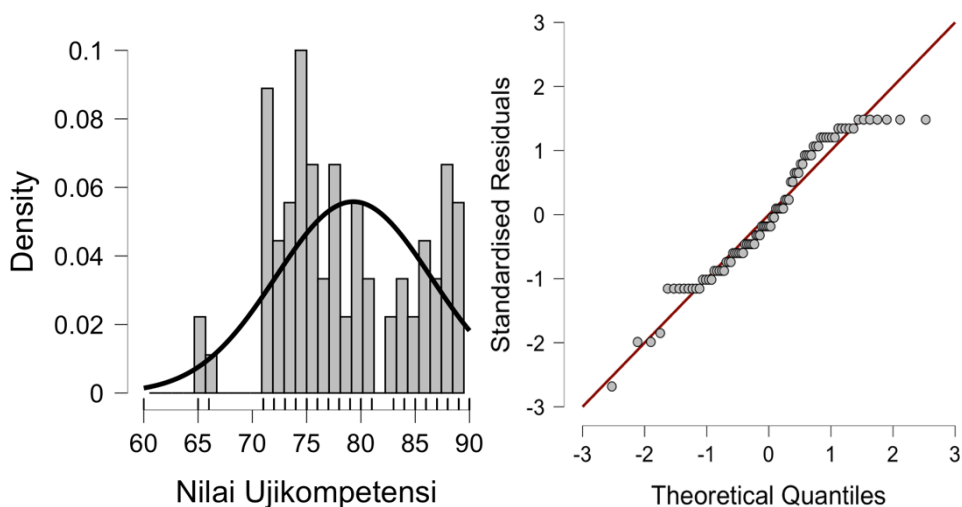 0.1
0.08
0.06
0.04
0.02
0
Density
60 65 70 75 80 85 90
Nilai Ujikompetensi
3
2
1
0
-1
-2
-3
Standardised Residuals
-3 -2 -1 0 1 2 3
Theoretical Quantiles